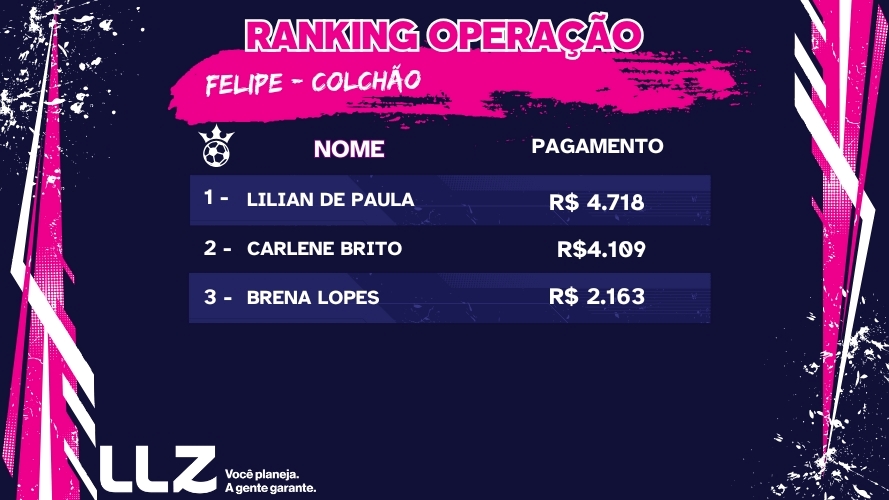 RANKING OPERAÇÃO
FELIPE - COLCHÃO
NOME PAGAMENTO
1 - LILIAN DE PAULA R$ 4.718
2 - CARLENE BRITO R$4.109
3 - BRENA LOPES R$ 2.163
LLZ
Você planeja.
A gente garante.